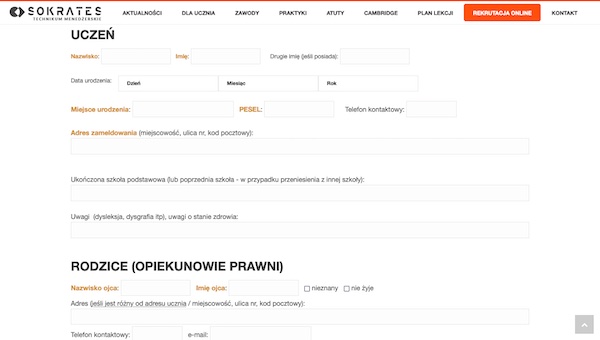 SOKRATES
TECHNIKUM MENEDŻERSKIE
AKTUALNOŚCI DLA UCZNIA ZAWODY PRAKTYKI ATUTY CAMBRIDGE PLAN LEKCJI REKRUTACJA ONLINE KONTAKT
UCZEŃ
Nazwisko: Imię: Drugie imię (jeśli posiada):
Data urodzenia: Dzień Miesiąc Rok
Miejsce urodzenia: PESEL: Telefon kontaktowy:
Adres zameldowania (miejscowość, ulica nr, kod pocztowy):
Ukończona szkoła podstawowa (lub poprzednia szkoła - w przypadku przeniesienia z innej szkoły):
Uwagi (dysleksja, dysgrafia itp), uwagi o stanie zdrowia:
RODZICE (OPIEKUNOWIE PRAWNI)
Nazwisko ojca: Imię ojca: nieznany nie żyje
Adres (jeśli jest różny od adresu ucznia / miejscowość, ulica nr, kod pocztowy):
Telefon kontaktowy: e-mail: